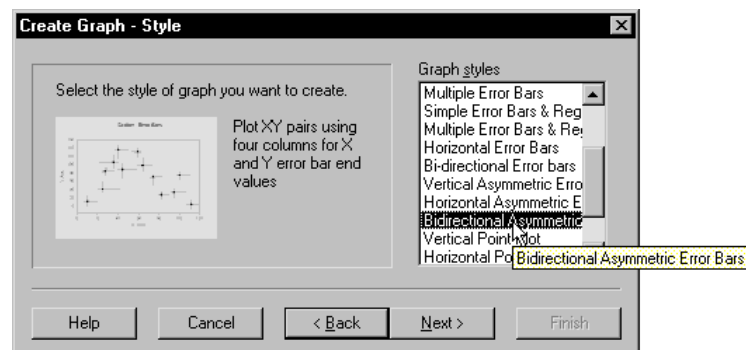 Create Graph - Style
Select the style of graph you want to create.
Plot XY pairs using
four columns for X
and Y error bar end
values
Graph styles
Multiple Error Bars
Simple Error Bars & Reg
Multiple Error Bars & Reg
Horizontal Error Bars
Bi-directional Error bars
Vertical Asymmetric Erro
Horizontal Asymmetric E
Bidirectional Asymmetric
Vertical Point Plot
Horizontal Po
Bidirectional Asymmetric Error Bars
Help
Cancel
< Back
Next >
Finish